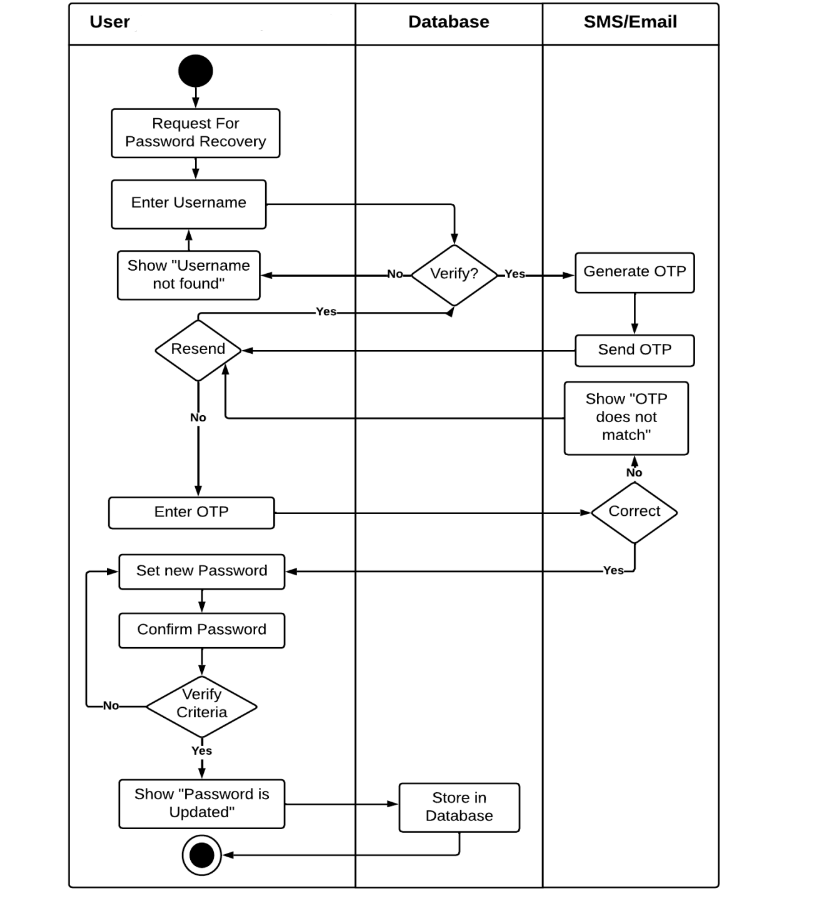 User
Database
SMS/Email
Request For
Password Recovery
Enter Username
Show "Username
not found"
No
Verify?
Yes
Generate OTP
Yes
Resend
Send OTP
Show "OTP
does not
match"
No
No
Enter OTP
Correct
Set new Password
Yes
Confirm Password
Verify
Criteria
No
Yes
Show "Password is
Updated"
Store in
Database